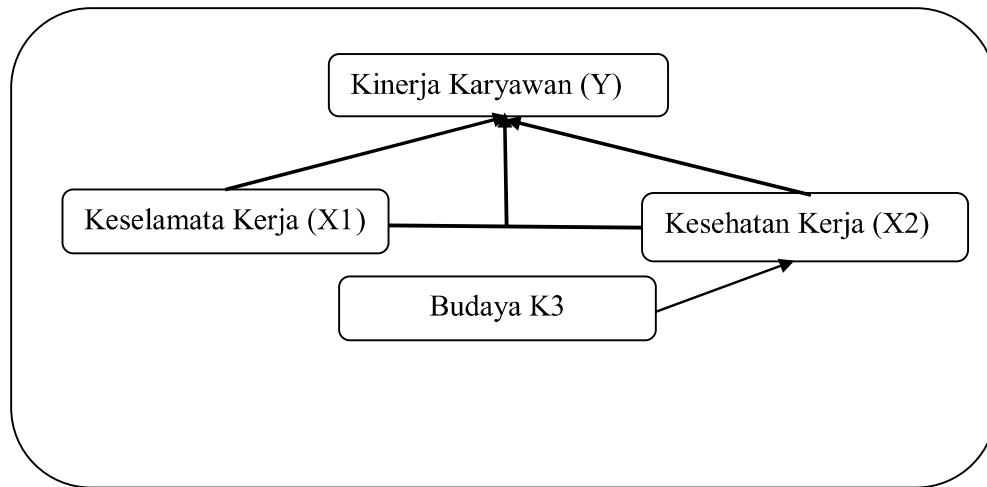 Kinerja Karyawan (Y)
Keselamata Kerja (X1)
Kesehatan Kerja (X2)
Budaya K3